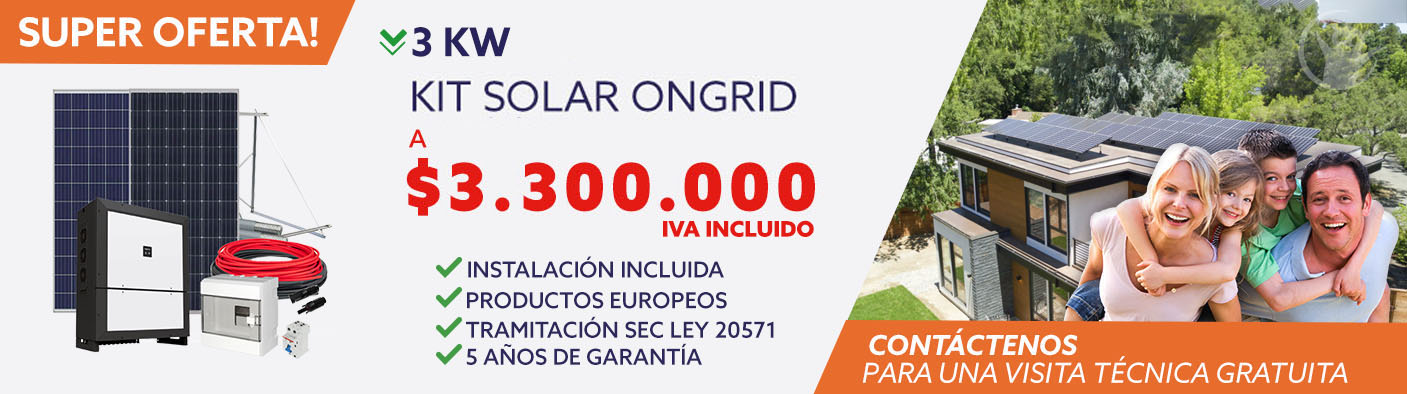 SUPER OFERTA!
3 KW
KIT SOLAR ONGRID
A
$3.300.000
IVA INCLUIDO
INSTALACIÓN INCLUIDA
PRODUCTOS EUROPEOS
TRAMITACIÓN SEC LEY 20571
5 AÑOS DE GARANTÍA
CONTÁCTENOS
PARA UNA VISITA TÉCNICA GRATUITA